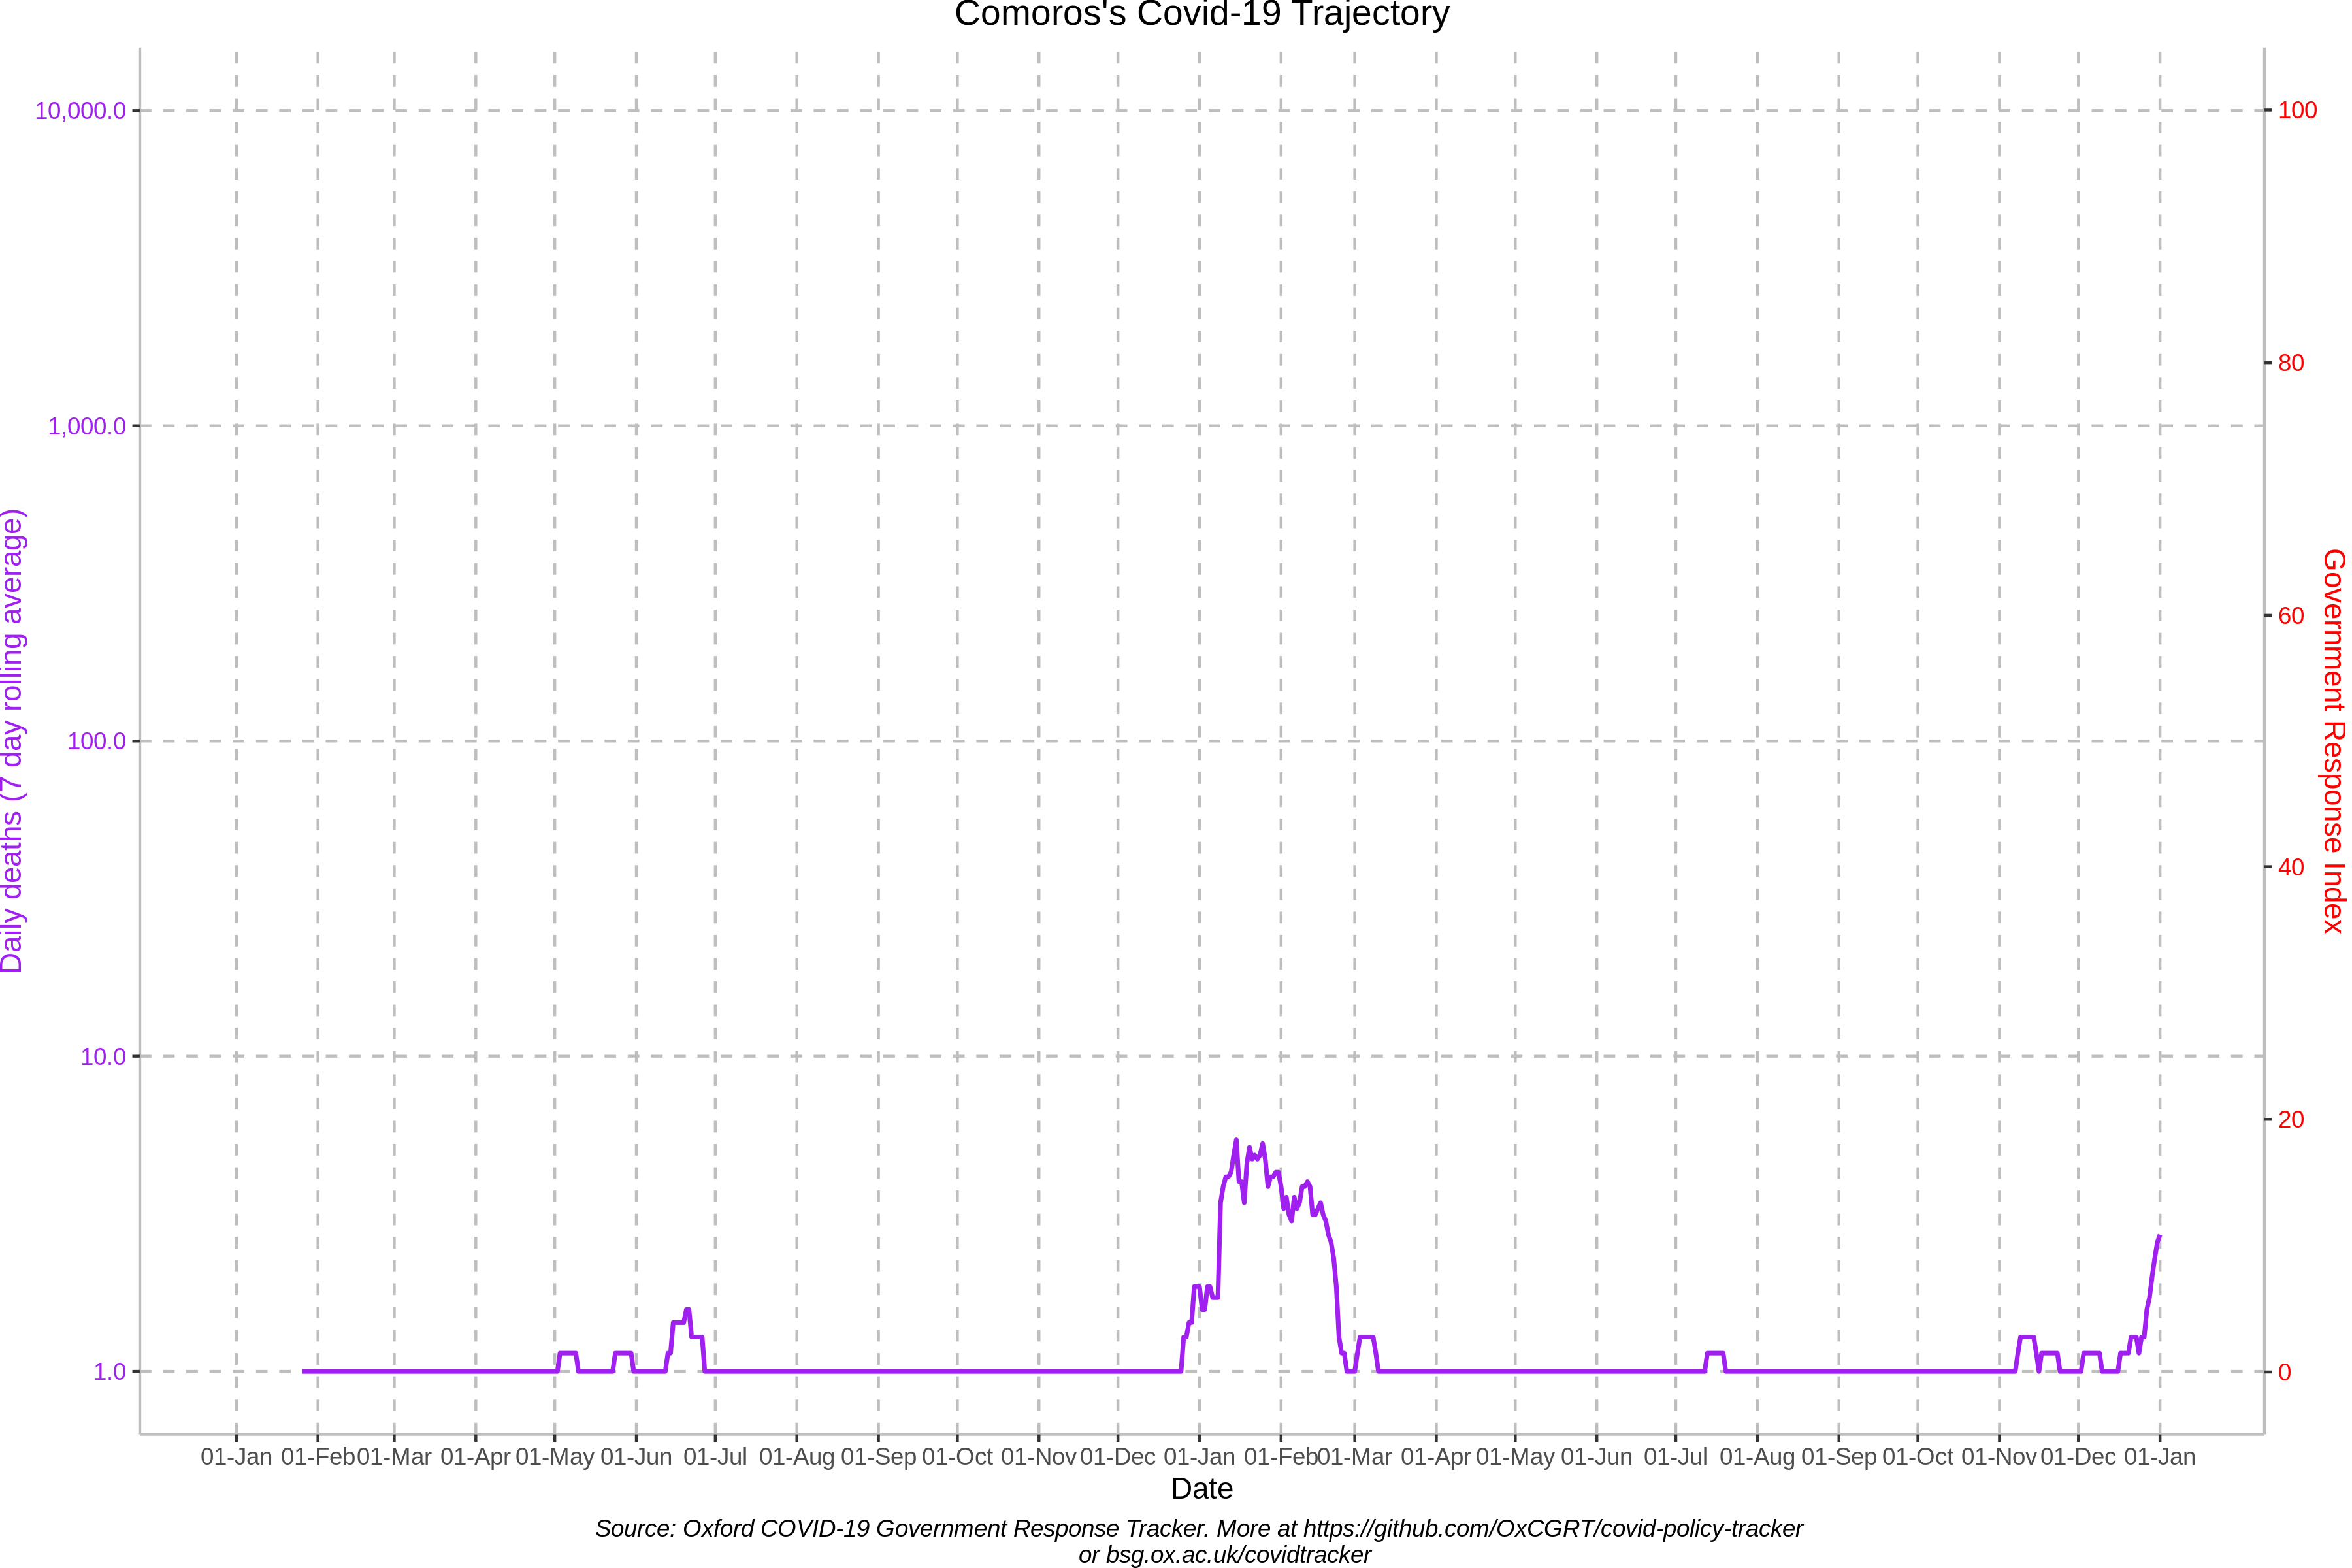 Comoros's Covid-19 Trajectory
10,000.0
1,000.0
100.0
10.0
1.0
Daily deaths (7 day rolling average)
100
80
60
40
20
0
Government Response Index
01-Jan 01-Feb 01-Mar 01-Apr 01-May 01-Jun 01-Jul 01-Aug 01-Sep 01-Oct 01-Nov 01-Dec 01-Jan 01-Feb 01-Mar 01-Apr 01-May 01-Jun 01-Jul 01-Aug 01-Sep 01-Oct 01-Nov 01-Dec 01-Jan
Date
Source: Oxford COVID-19 Government Response Tracker. More at https://github.com/OxCGRT/covid-policy-tracker
or bsg.ox.ac.uk/covidtracker